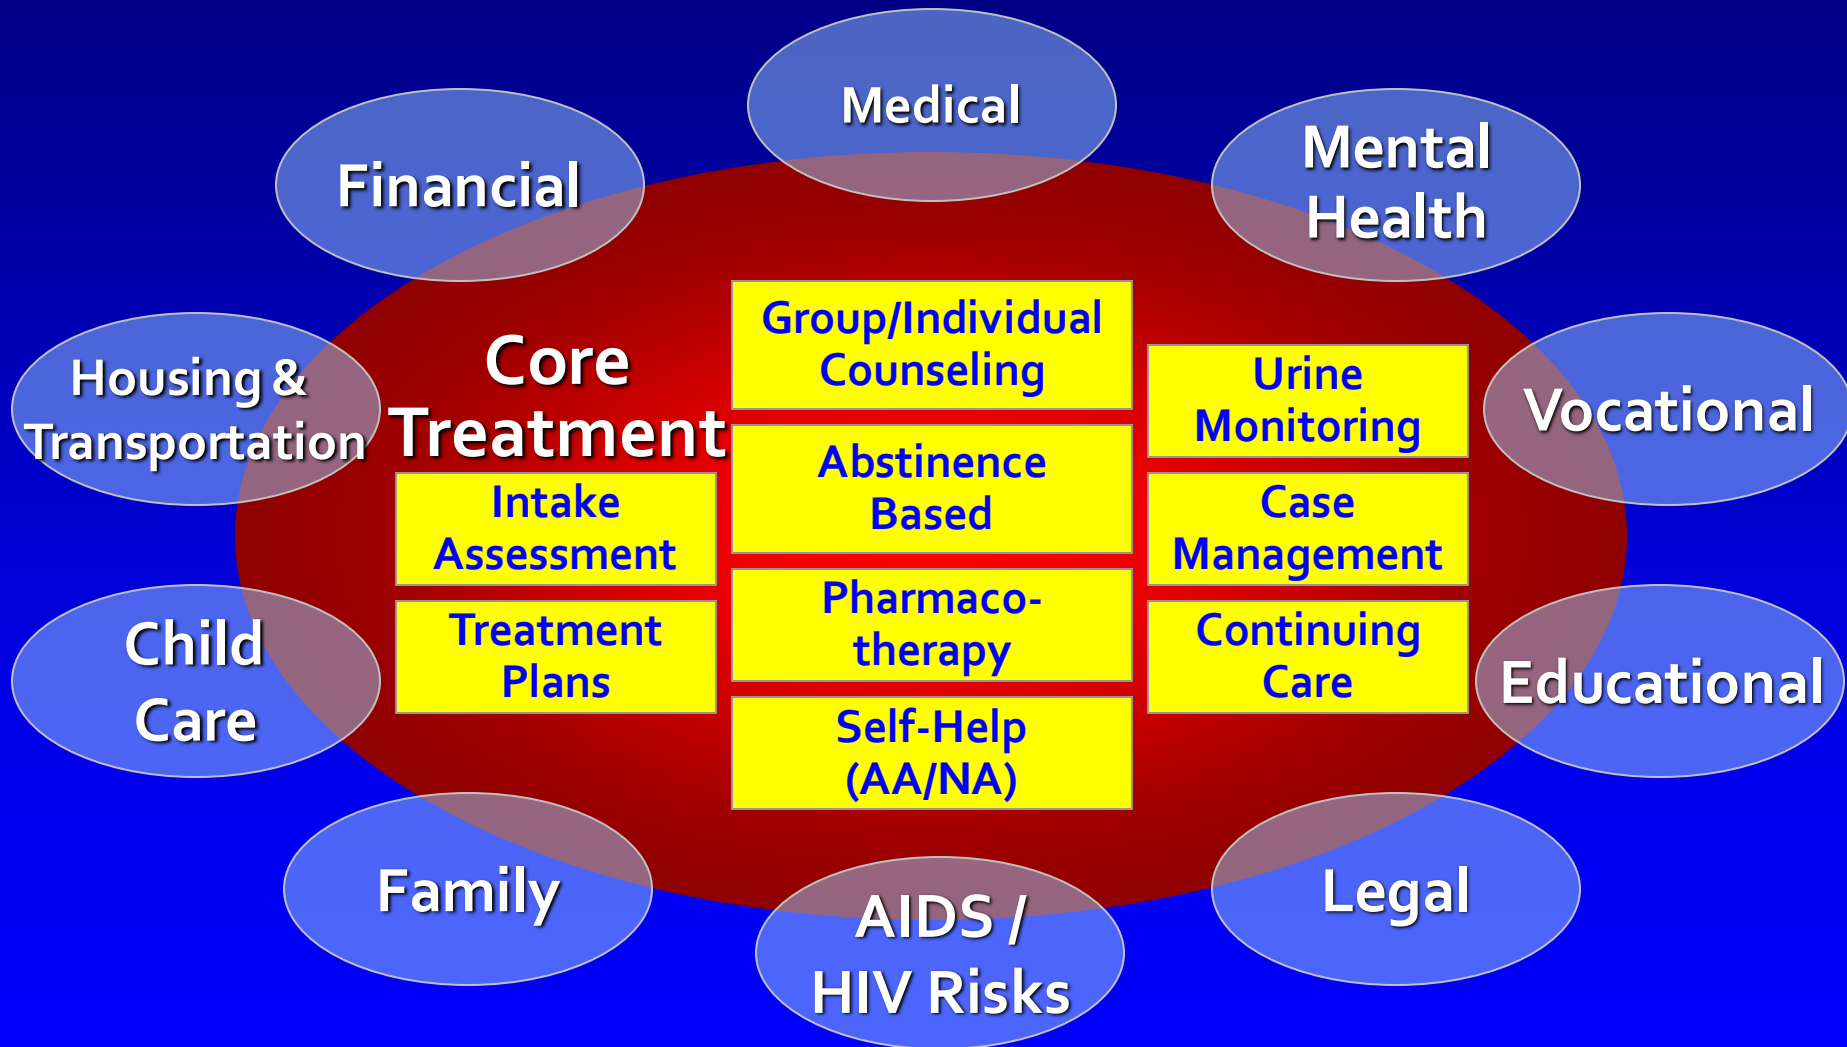 Medical
Financial
Mental
Health
Housing &
Transportation
Core
Treatment
Group/Individual
Counseling
Urine
Monitoring
Vocational
Abstinence
Based
Intake
Assessment
Case
Management
Pharmaco-
therapy
Treatment
Plans
Continuing
Care
Child
Care
Educational
Self-Help
(AA/NA)
Family
AIDS /
HIV Risks
Legal